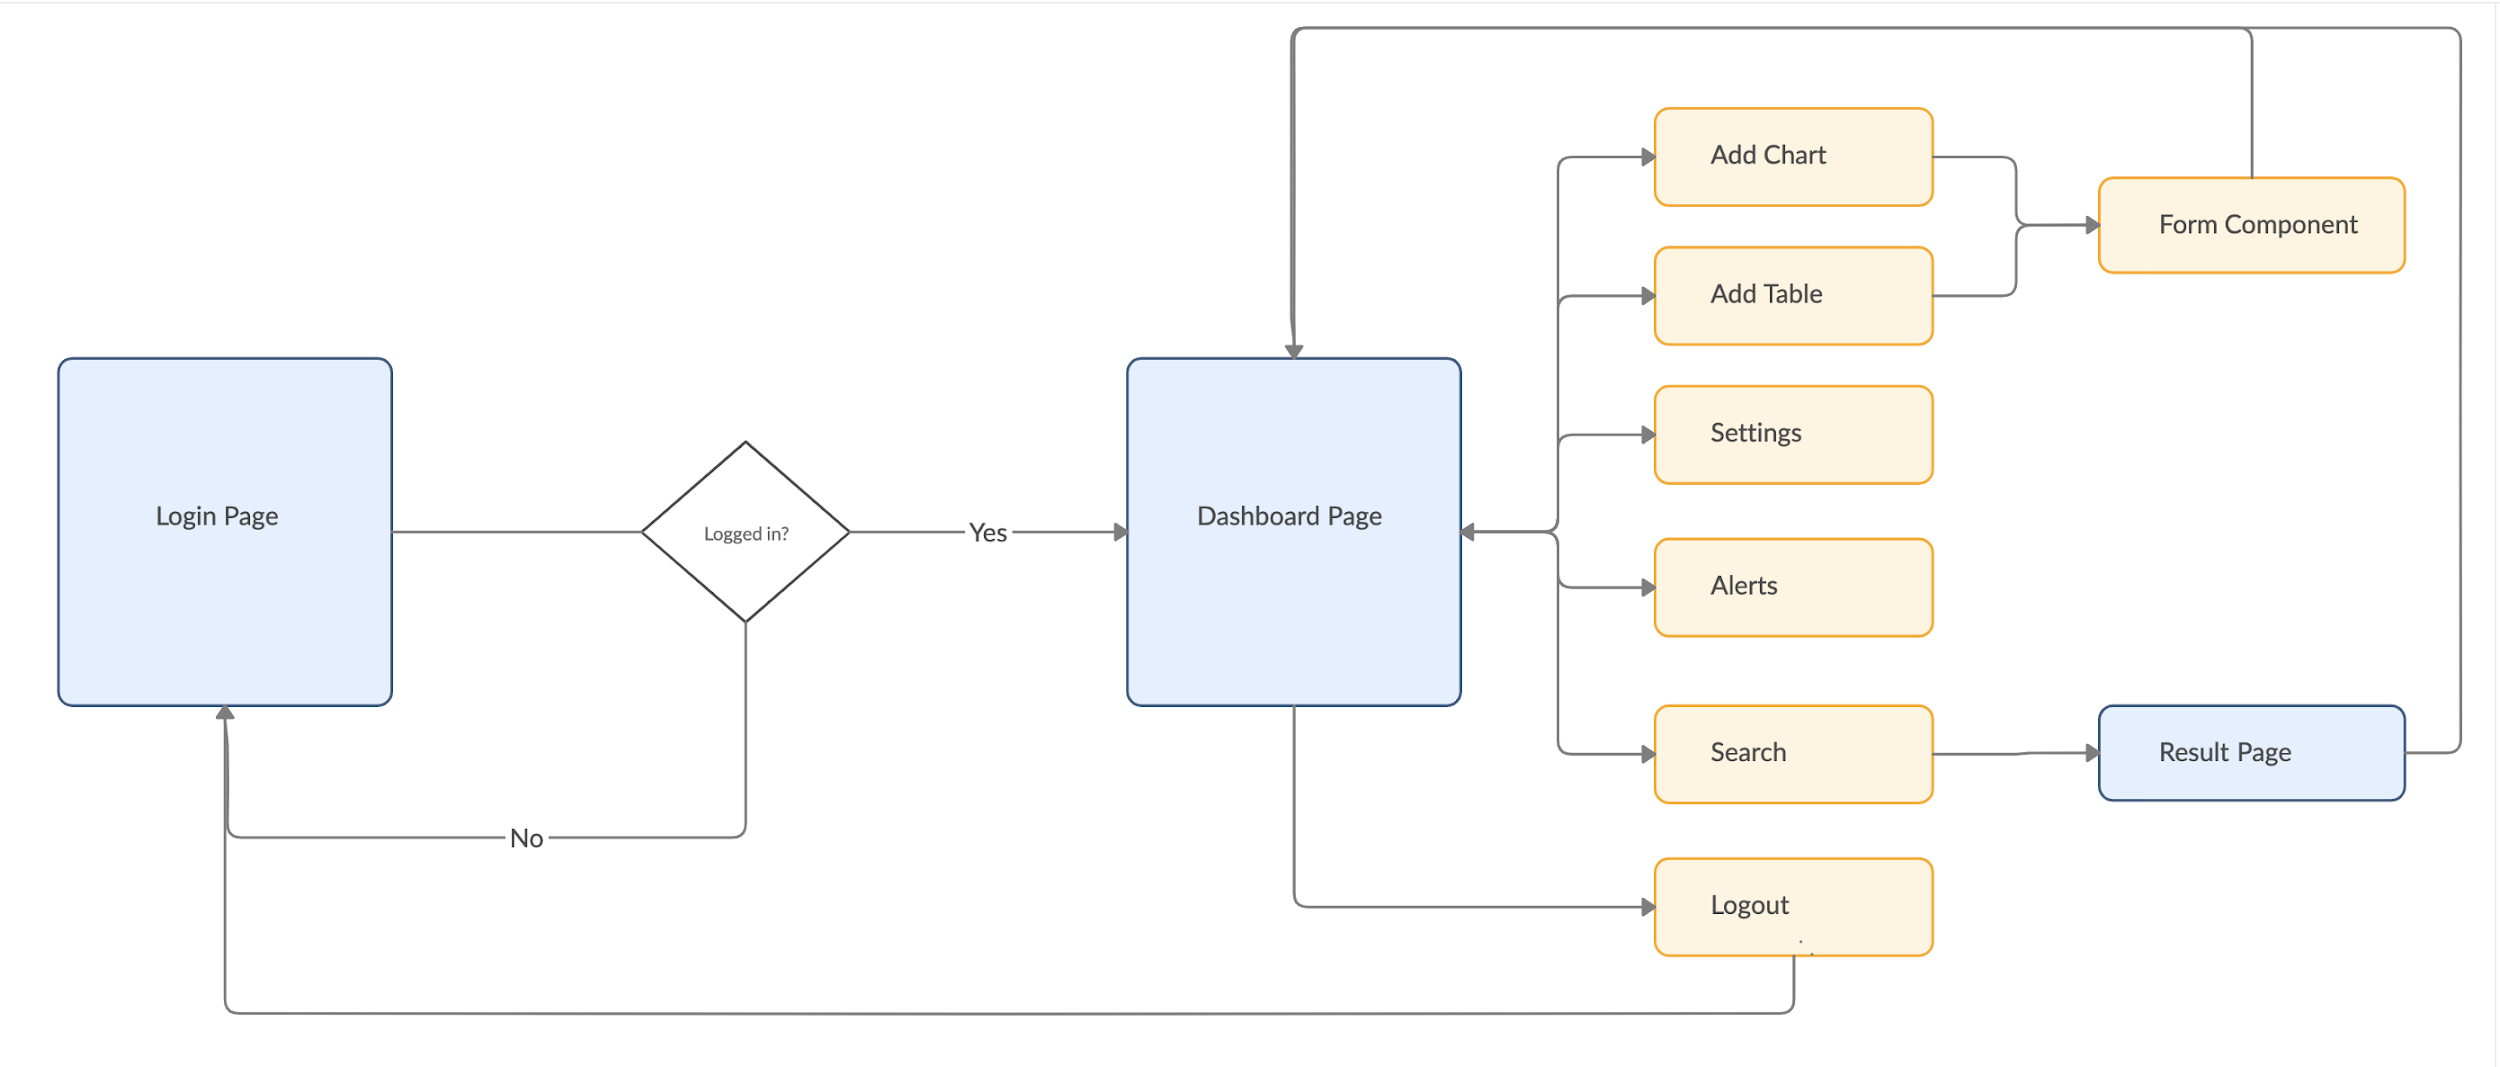 Login Page
Logged in?
Yes
No
Dashboard Page
Add Chart
Add Table
Settings
Alerts
Search
Logout
Form Component
Result Page